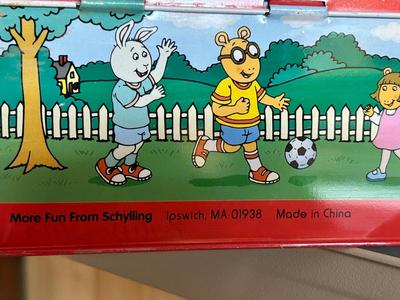 More Fun From Schylling Ipswich, MA 01938 Made in China